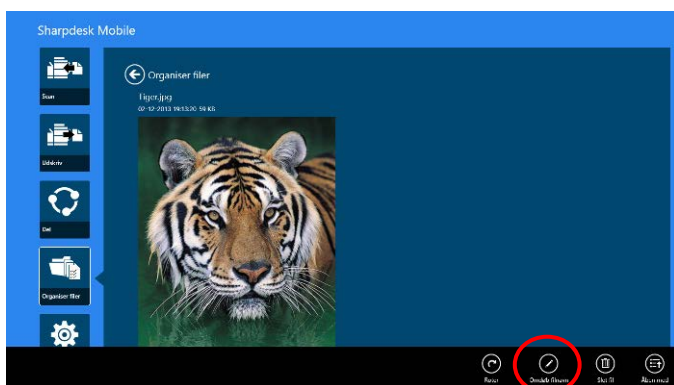 Sharpdesk Mobile
Scan
Organiser filer
Tiger.jpg
02-12-2013 19:13:20 59 KB
Udskriv
Del
Organiser filer
Roter
Omdøb filnavn
Slet fil
Åben med